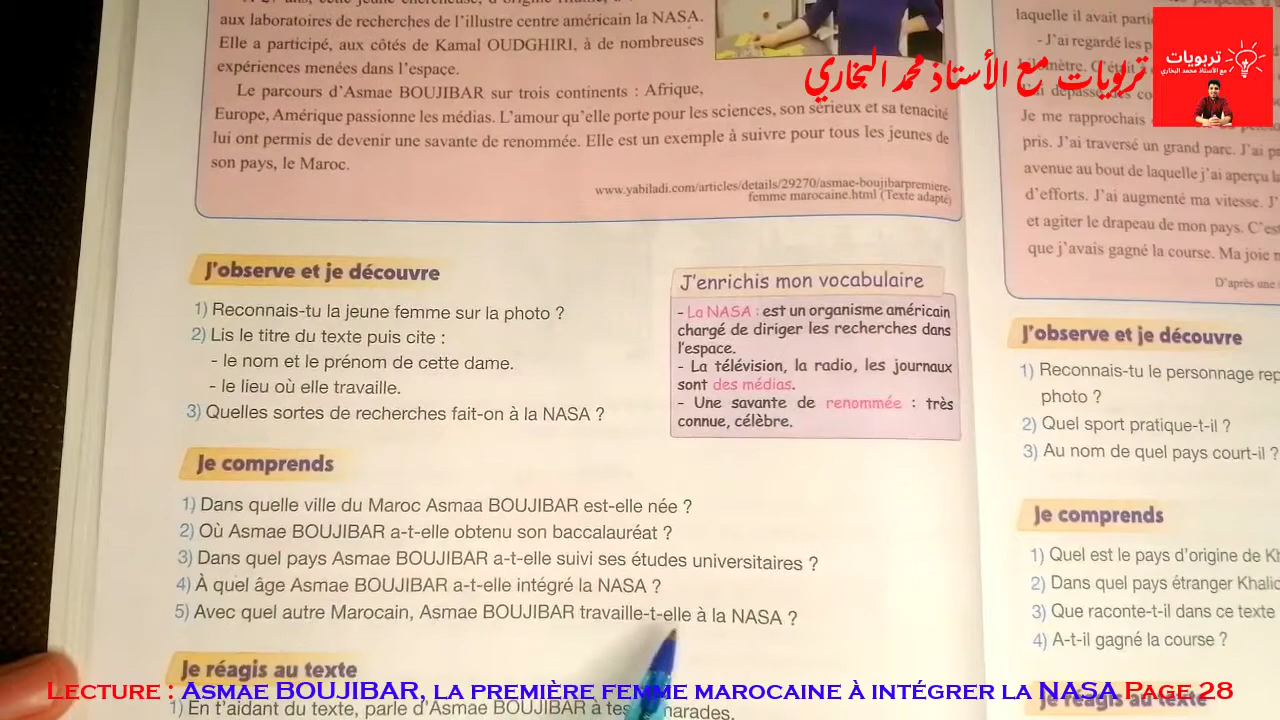 aux laboratoires de recherches de l'illustre centre américain la NASA.
Elle a participé, aux côtés de Kamal OUDGHIRI, à de nombreuses
expériences menées dans l'espace.
Le parcours d'Asmae BOUJIBAR sur trois continents : Afrique,
Europe, Amérique passionne les médias. L'amour qu'elle porte pour les sciences, son sérieux et sa tenacité
lui ont permis de devenir une savante de renommée. Elle est un exemple à suivre pour tous les jeunes de
son pays, le Maroc.
www.yabiladi.com/articles/details/29270/asmae-boujibarpremiere-
femme marocaine.html (Texte adapté)
J'observe et je découvre
1) Reconnais-tu la jeune femme sur la photo ?
2) Lis le titre du texte puis cite :
- le nom et le prénom de cette dame.
- le lieu où elle travaille.
3) Quelles sortes de recherches fait-on à la NASA ?
J'enrichis mon vocabulaire
- La NASA : est un organisme américain
chargé de diriger les recherches dans
l'espace.
- La télévision, la radio, les journaux
sont des médias.
- Une savante de renommée : très
connue, célèbre.
Je comprends
1) Dans quelle ville du Maroc Asmaa BOUJIBAR est-elle née ?
2) Où Asmae BOUJIBAR a-t-elle obtenu son baccalauréat ?
3) Dans quel pays Asmae BOUJIBAR a-t-elle suivi ses études universitaires ?
4) À quel âge Asmae BOUJIBAR a-t-elle intégré la NASA ?
5) Avec quel autre Marocain, Asmae BOUJIBAR travaille-t-elle à la NASA ?
Je réagis au texte
1) En t'aidant du texte, parle d'Asmae BOUJIBAR à
laquelle il avait
- J'ai regardé les
Je me rapprochais
pris. J'ai traversé un grand parc. J'ai
avenue au bout de laquelle j'ai aperçu
d'efforts. J'ai augmenté ma vitesse.
et agiter le drapeau de mon pays. C'est
que j'avais gagné la course. Ma joie
D'après une
J'observe et je découvre
1) Reconnais-tu le personnage
photo ?
2) Quel sport pratique-t-il ?
3) Au nom de quel pays court-il ?
Je comprends
1) Quel est le pays d'origine de
2) Dans quel pays étranger
3) Que raconte-t-il dans ce texte
4) A-t-il gagné la course ?
Je réagis au texte
تربويات مع الأستاذ محمد البخاري
تربويات
مع الأستاذ محمد البخاري
Lecture : Asmae BOUJIBAR, la première femme marocaine à intégrer la NASA Page 28